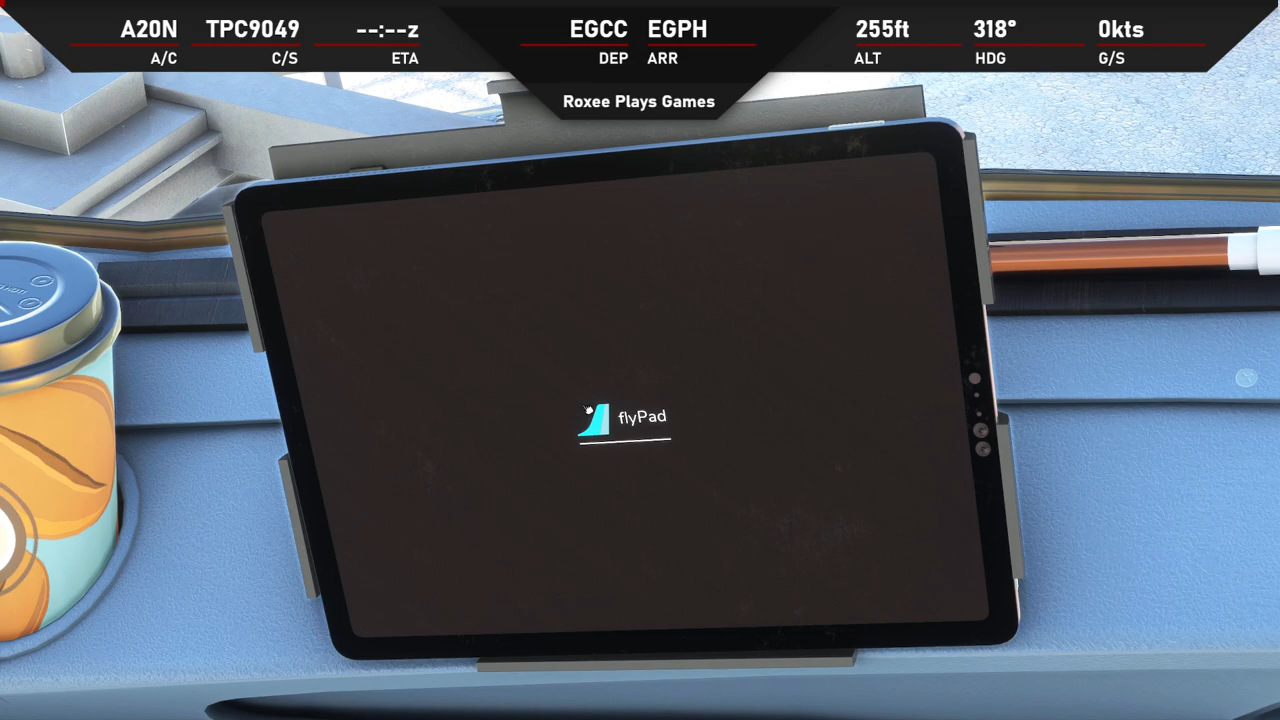 A20N TPC9049 --:--z EGCC EGPH 255ft 318° 0kts
A/C C/S ETA DEP ARR ALT HDG G/S
Roxee Plays Games
flyPad